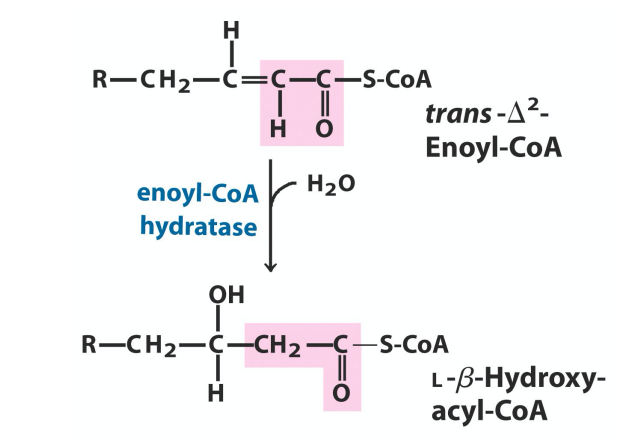 H
R—CH₂—C=C—C—S-CoA
H O
trans-Δ²-
Enoyl-CoA
enoyl-CoA
hydratase
H₂O
OH
R—CH₂—C—CH₂—C—S-CoA
H O
L-β-Hydroxy-
acyl-CoA